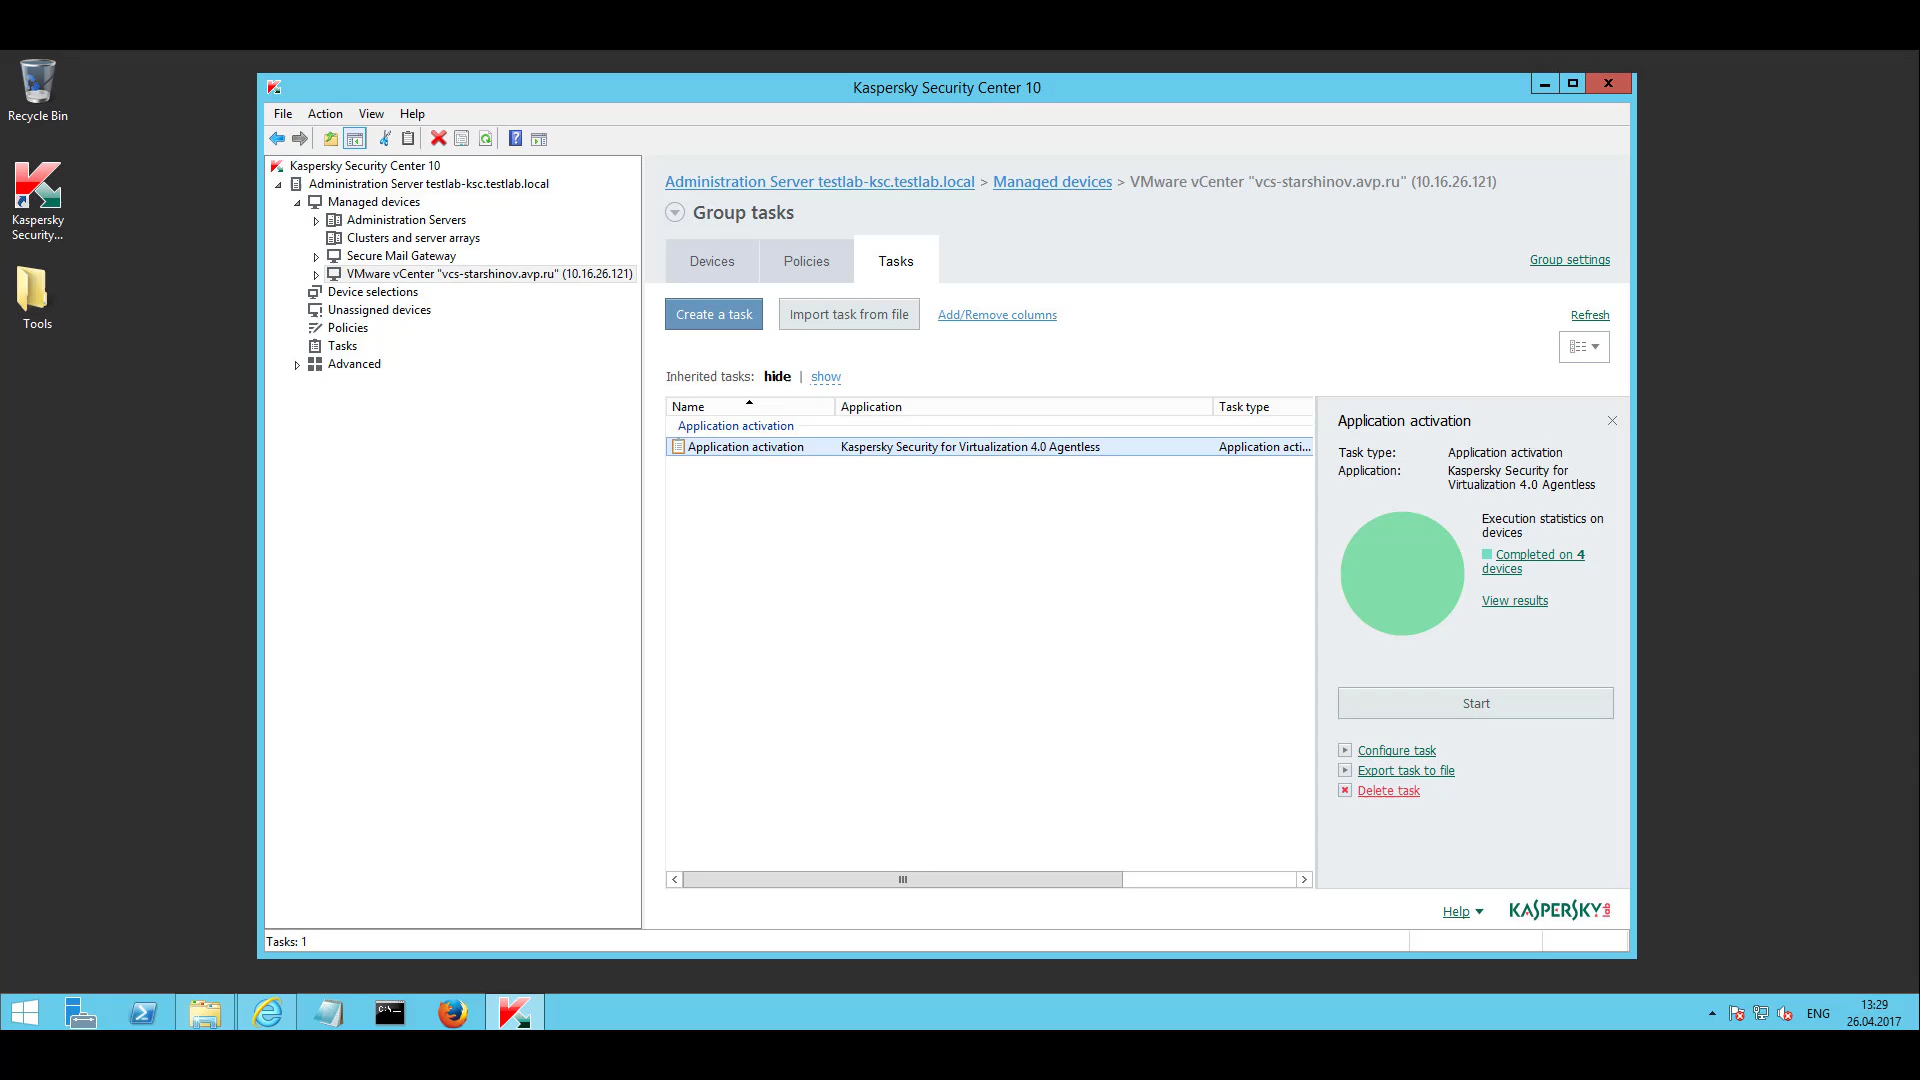 Recycle Bin
Kaspersky
Security...
Tools
Kaspersky Security Center 10
File Action View Help
Kaspersky Security Center 10
Administration Server testlab-ksc.testlab.local
Managed devices
Administration Servers
Clusters and server arrays
Secure Mail Gateway
VMware vCenter "vcs-starshinov.avp.ru" (10.16.26.121)
Device selections
Unassigned devices
Policies
Tasks
Advanced
Administration Server testlab-ksc.testlab.local > Managed devices > VMware vCenter "vcs-starshinov.avp.ru" (10.16.26.121)
Group tasks
Devices Policies Tasks
Group settings
Create a task Import task from file Add/Remove columns
Refresh
Inherited tasks: hide | show
Name Application Task type
Application activation
Application activation Kaspersky Security for Virtualization 4.0 Agentless Application acti...
Application activation
Task type: Application activation
Application: Kaspersky Security for
Virtualization 4.0 Agentless
Execution statistics on
devices
Completed on 4
devices
View results
Start
Configure task
Export task to file
Delete task
Help
KASPERSKY lab
Tasks: 1
C:\_
ENG
13:29
26.04.2017